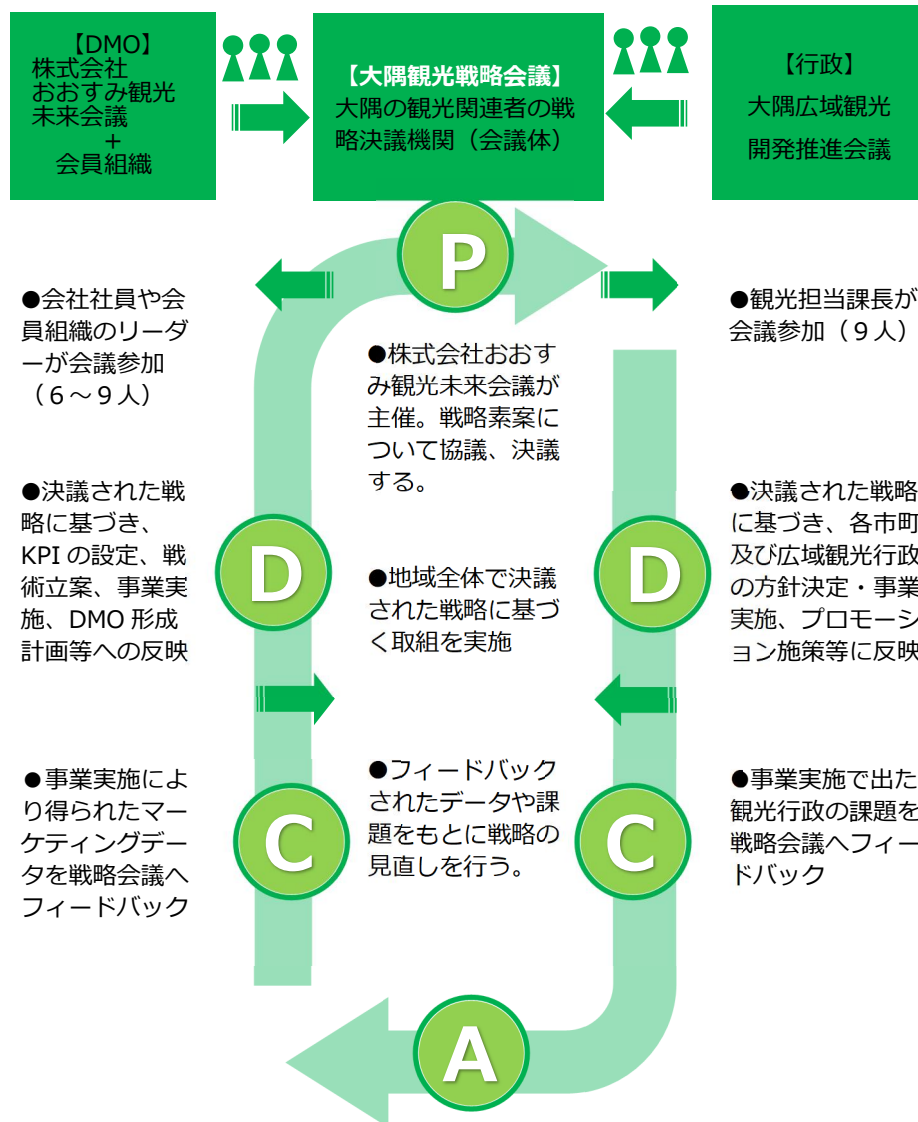 【DMO】
株式会社
おおすみ観光
未来会議
＋
会員組織
【大隅観光戦略会議】
大隅の観光関連者の戦
略決議機関（会議体）
【行政】
大隅広域観光
開発推進会議
P
●会社社員や会
員組織のリーダ
ーが会議参加
（６～９人）
●株式会社おおす
み観光未来会議が
主催。戦略素案に
ついて協議、決議
する。
●観光担当課長が
会議参加（９人）
●決議された戦
略に基づき、
KPI の設定、戦
術立案、事業実
施、DMO 形成
計画等への反映
D
●地域全体で決議
された戦略に基づ
く取組を実施
D
●決議された戦略
に基づき、各市町
及び広域観光行政
の方針決定・事業
実施、プロモーシ
ョン施策等に反映
●事業実施によ
り得られたマー
ケティングデー
タを戦略会議へ
フィードバック
C
●フィードバック
されたデータや課
題をもとに戦略の
見直しを行う。
C
●事業実施で出た
観光行政の課題を
戦略会議へフィー
ドバック
A